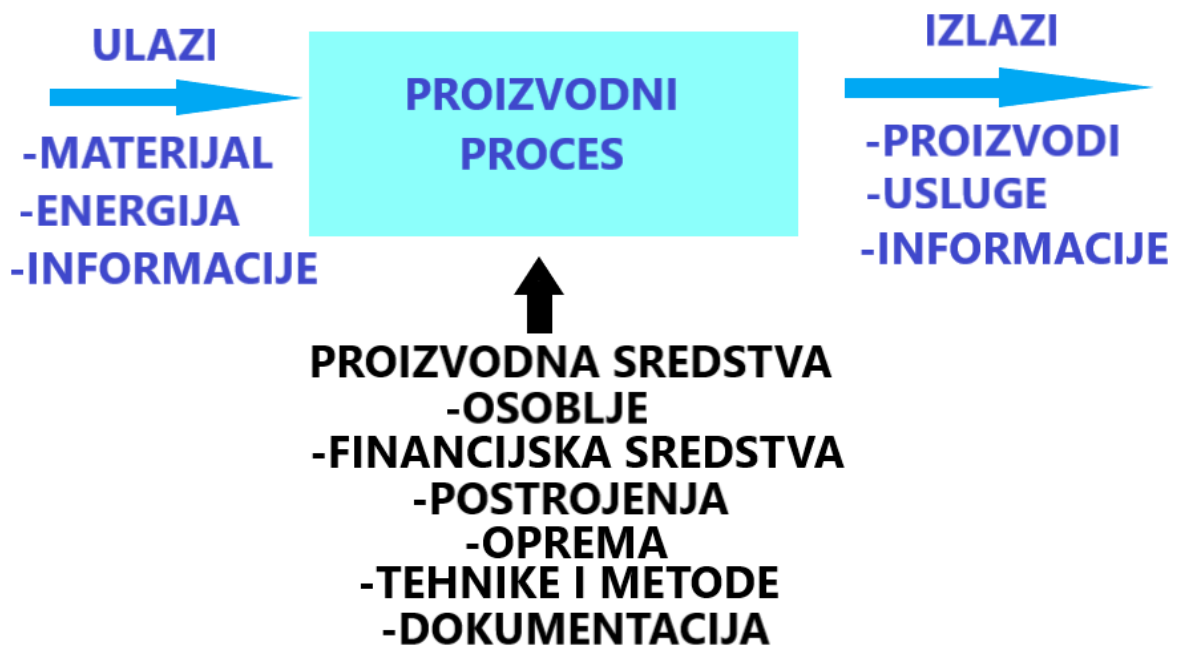 ULAZI
-MATERIJAL
-ENERGIJA
-INFORMACIJE
PROIZVODNI
PROCES
IZLAZI
-PROIZVODI
-USLUGE
-INFORMACIJE
PROIZVODNA SREDSTVA
-OSOBLJE
-FINANCIJSKA SREDSTVA
-POSTROJENJA
-OPREMA
-TEHNIKE I METODE
-DOKUMENTACIJA